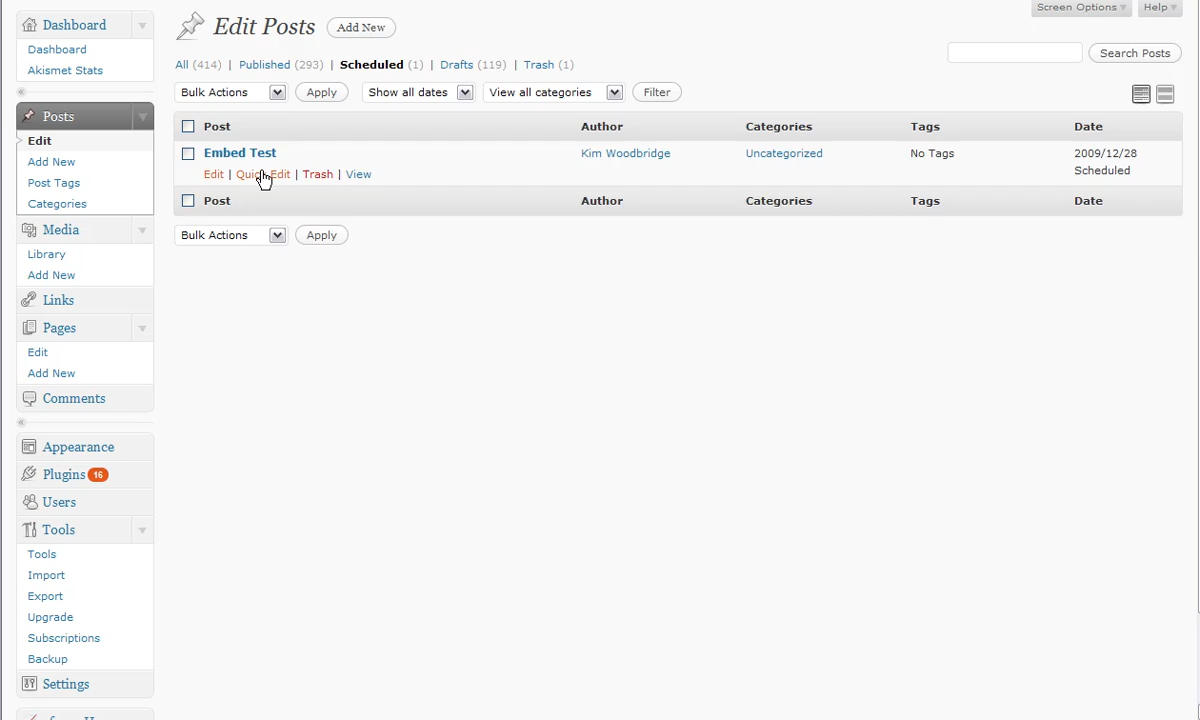 Screen Options
Help
Dashboard
Dashboard
Akismet Stats
Posts
Edit
Add New
Post Tags
Categories
Media
Library
Add New
Links
Pages
Edit
Add New
Comments
Appearance
Plugins 16
Users
Tools
Tools
Import
Export
Upgrade
Subscriptions
Backup
Settings
Edit Posts Add New
All (414) | Published (293) | Scheduled (1) | Drafts (119) | Trash (1)
Search Posts
Bulk Actions Apply Show all dates View all categories Filter
Post Author Categories Tags Date
Embed Test Kim Woodbridge Uncategorized No Tags 2009/12/28
Edit | Quick Edit | Trash | View Scheduled
Post Author Categories Tags Date
Bulk Actions Apply